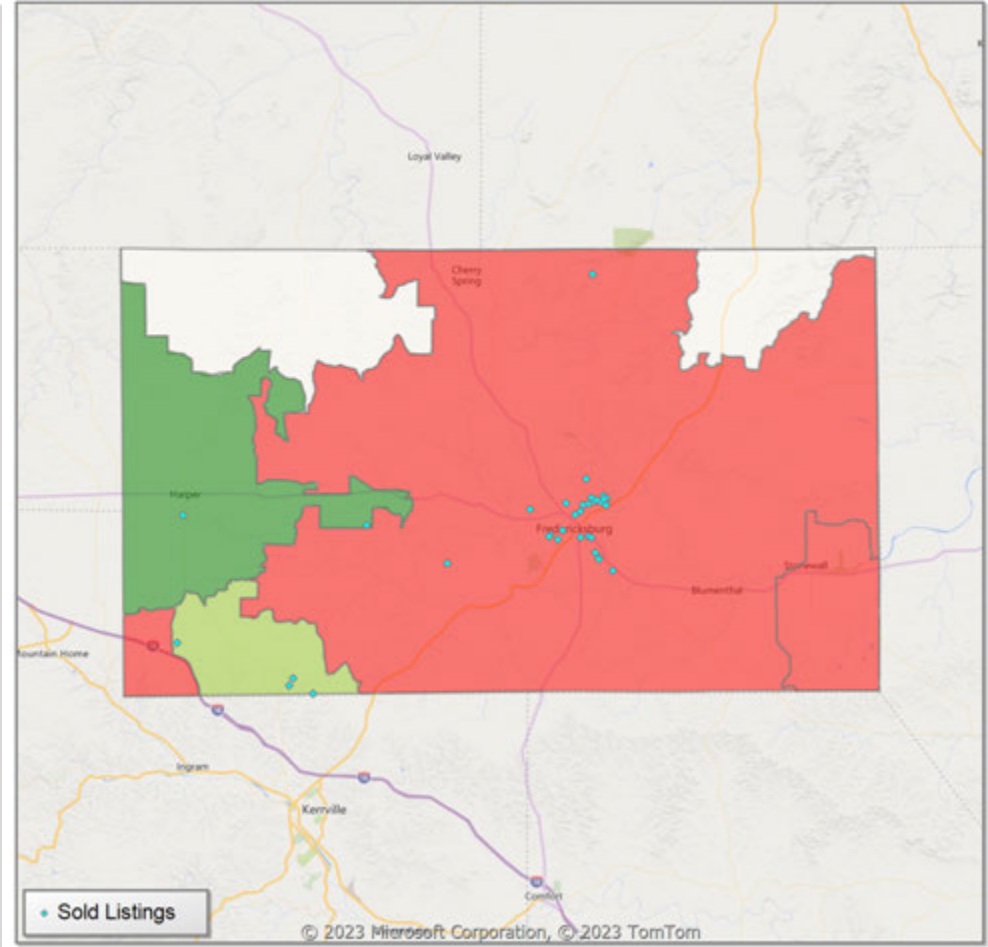 Loyal Valley
Cherry
Spring
Harper
Fredericksburg
Stonewall
Blumenthal
Mountain Home
Ingram
Kerrville
Comfort
Sold Listings
© 2023 Microsoft Corporation, © 2023 TomTom